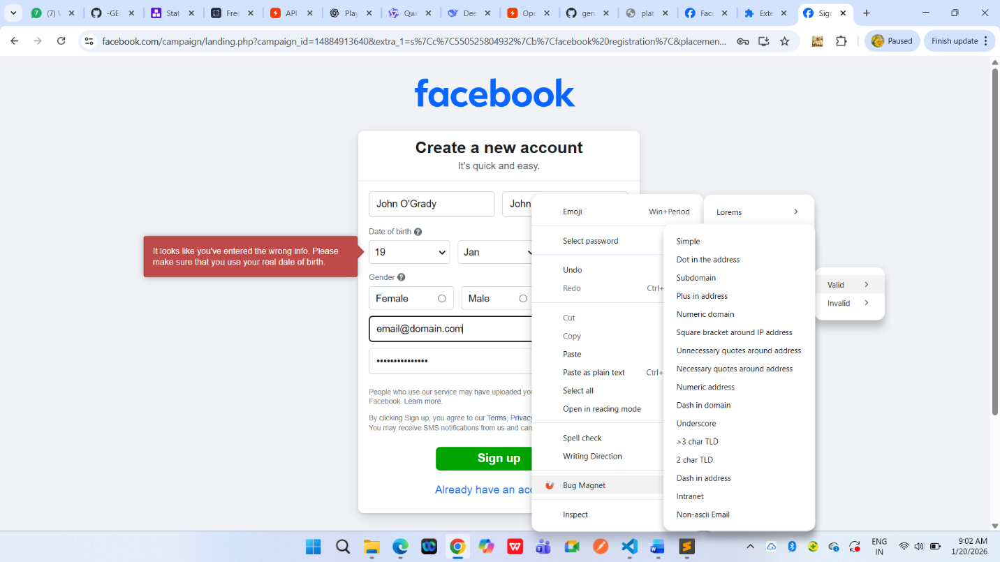 (7) V
-GEI
Stat
Free
API
Play
Qwe
Dee
Ope
gen
plat
Fac
Exte
Sign
facebook.com/campaign/landing.php?campaign_id=14884913640&extra_1=s%7Cc%7C550525804932%7Cb%7Cfacebook%20registration%7C&placemen...
Paused
Finish update
facebook
Create a new account
It's quick and easy.
John O'Grady
John
Date of birth
19
Jan
It looks like you've entered the wrong info. Please
make sure that you use your real date of birth.
Gender
Female
Male
email@domain.com
•••••••••••••••
People who use our service may have uploaded you
Facebook. Learn more.
By clicking Sign up, you agree to our Terms, Privacy
You may receive SMS notifications from us and can
Sign up
Already have an acc
Emoji Win+Period
Select password
Undo
Redo Ctrl+
Cut
Copy
Paste
Paste as plain text Ctrl+
Select all
Open in reading mode
Spell check
Writing Direction
Bug Magnet
Inspect
Lorems
Simple
Dot in the address
Subdomain
Plus in address
Numeric domain
Square bracket around IP address
Unnecessary quotes around address
Necessary quotes around address
Numeric address
Dash in domain
Underscore
>3 char TLD
2 char TLD
Dash in address
Intranet
Non-ascii Email
Valid
Invalid
ENG
IN
9:02 AM
1/20/2026